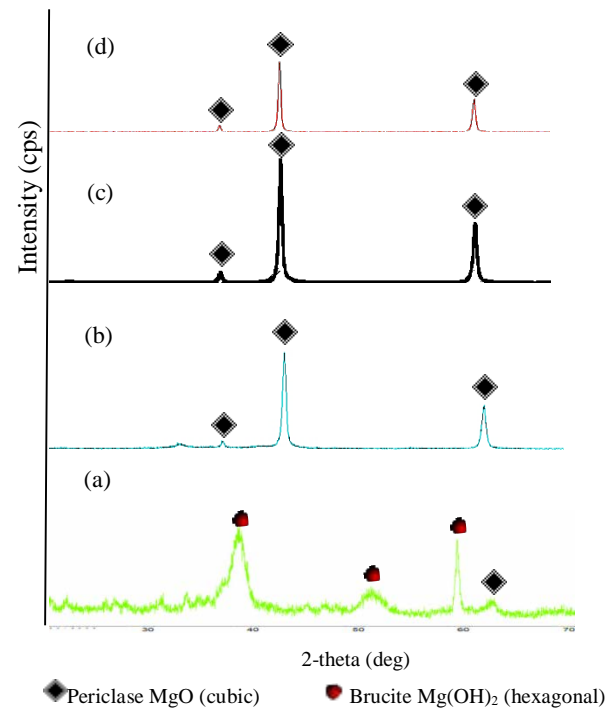 (d)
Intensity (cps)
(c)
(b)
(a)
30 40 50 60 70
2-theta (deg)
Periclase MgO (cubic) Brucite Mg(OH)₂ (hexagonal)